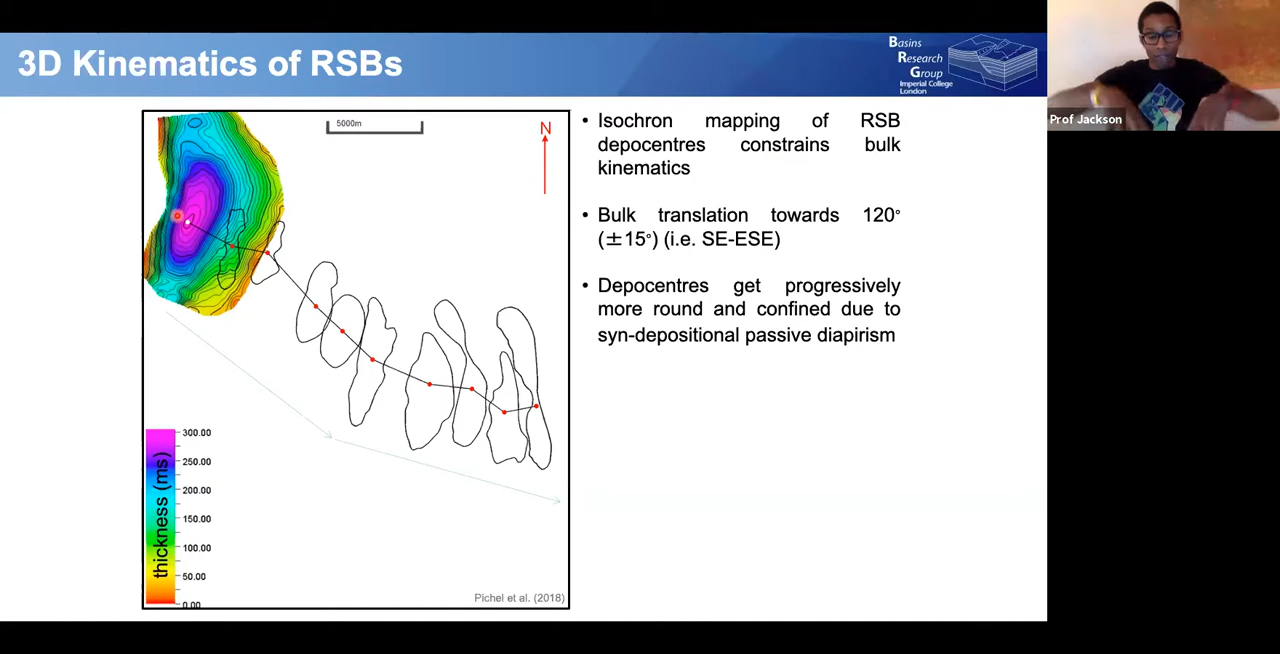 3D Kinematics of RSBs
Basins
Research
Group
Imperial College
London
Prof Jackson
5000m
N
• Isochron mapping of RSB
depocentres constrains bulk
kinematics
• Bulk translation towards 120°
(±15°) (i.e. SE-ESE)
• Depocentres get progressively
more round and confined due to
syn-depositional passive diapirism
thickness (ms)
300.00
250.00
200.00
150.00
100.00
50.00
0.00
Pichel et al. (2018)